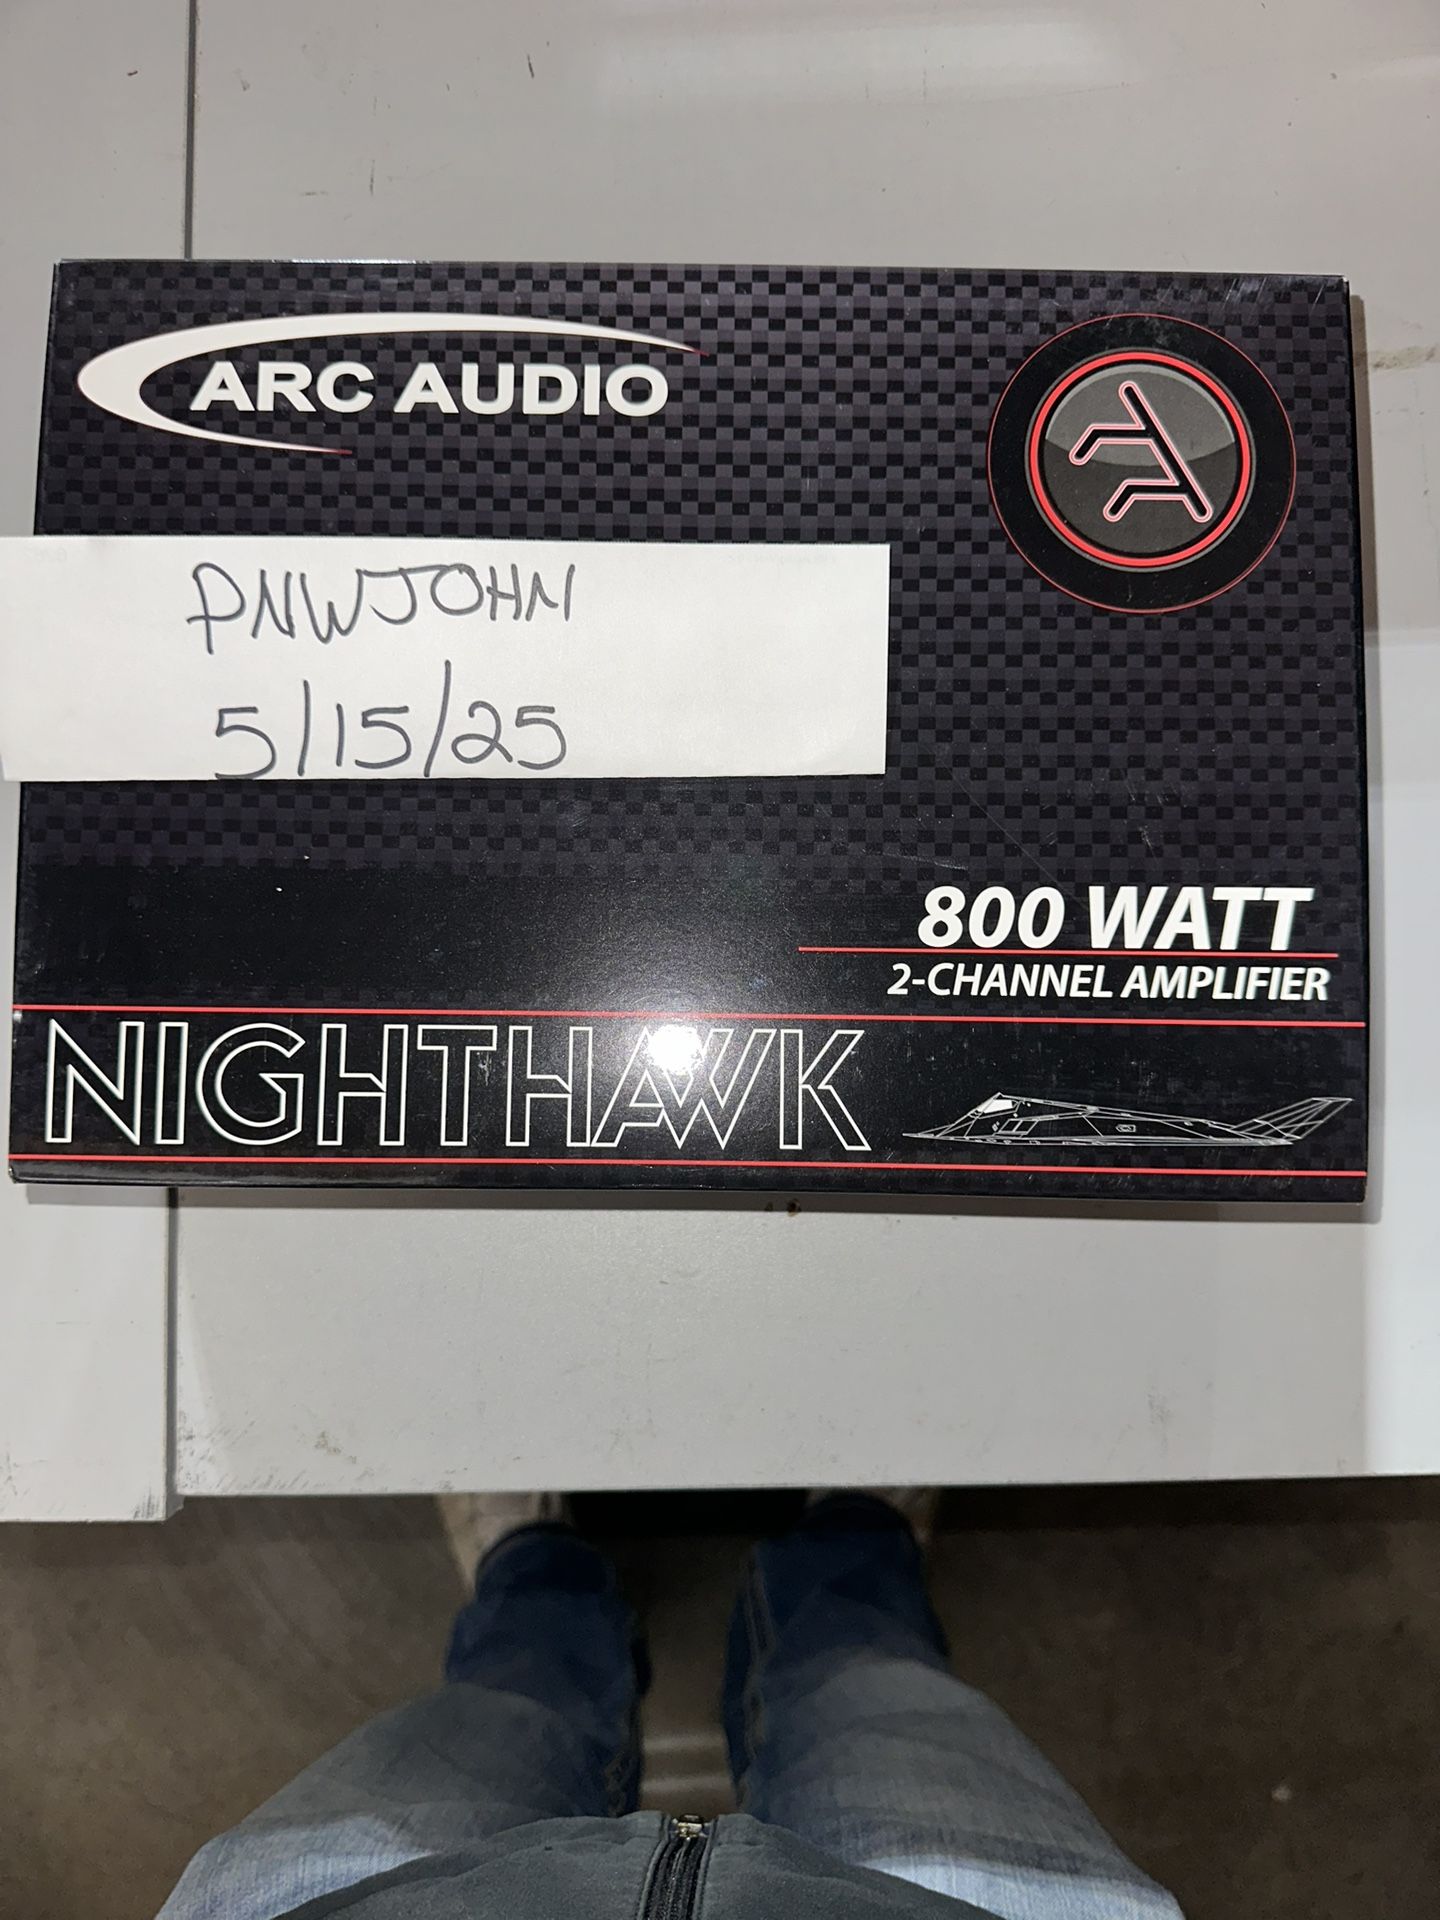 ARC AUDIO
PNWJOHN
5/15/25
800 WATT
2-CHANNEL AMPLIFIER
NIGHTHAWK